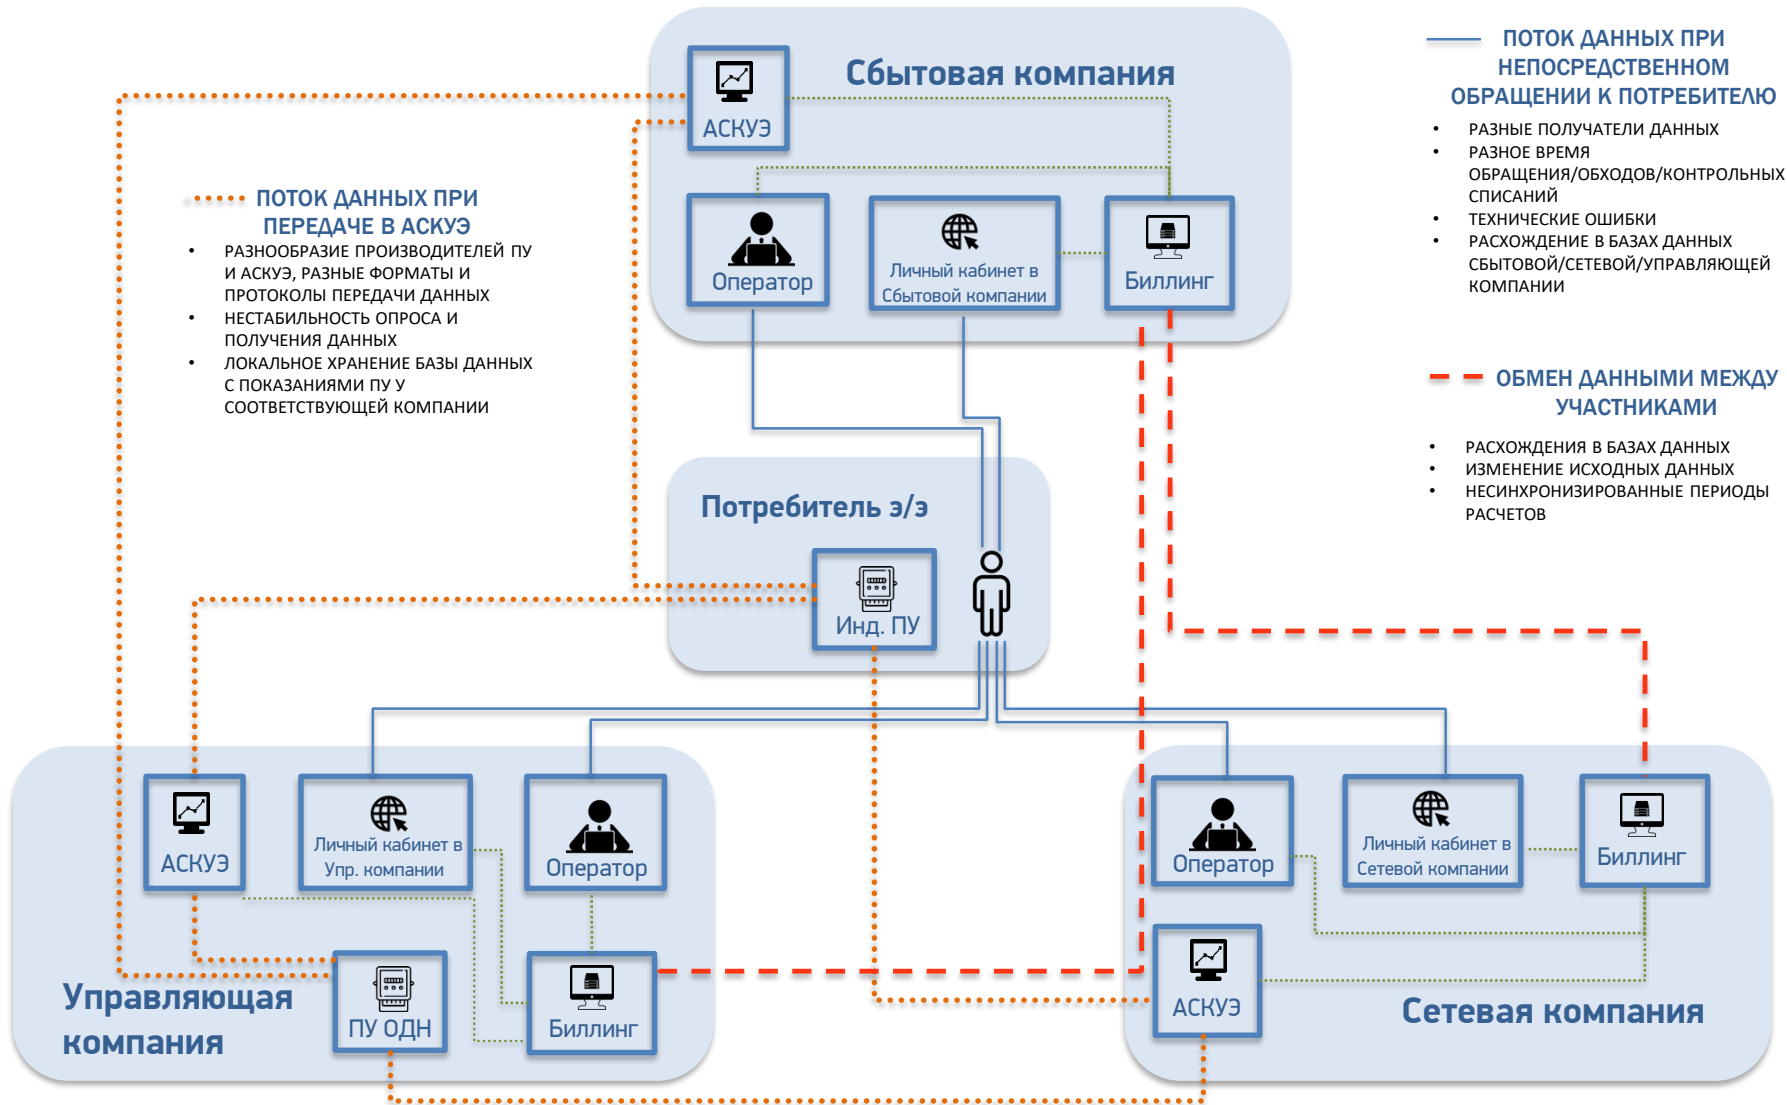 Сбытовая компания
АСКУЭ
Оператор
Личный кабинет в
Сбытовой компании
Биллинг
ПОТОК ДАННЫХ ПРИ
НЕПОСРЕДСТВЕННОМ
ОБРАЩЕНИИ К ПОТРЕБИТЕЛЮ
• РАЗНЫЕ ПОЛУЧАТЕЛИ ДАННЫХ
• РАЗНОЕ ВРЕМЯ
ОБРАЩЕНИЯ/ОБХОДОВ/КОНТРОЛЬНЫХ
СПИСАНИЙ
• ТЕХНИЧЕСКИЕ ОШИБКИ
• РАСХОЖДЕНИЕ В БАЗАХ ДАННЫХ
СБЫТОВОЙ/СЕТЕВОЙ/УПРАВЛЯЮЩЕЙ
КОМПАНИИ
ПОТОК ДАННЫХ ПРИ
ПЕРЕДАЧЕ В АСКУЭ
• РАЗНООБРАЗИЕ ПРОИЗВОДИТЕЛЕЙ ПУ
И АСКУЭ, РАЗНЫЕ ФОРМАТЫ И
ПРОТОКОЛЫ ПЕРЕДАЧИ ДАННЫХ
• НЕСТАБИЛЬНОСТЬ ОПРОСА И
ПОЛУЧЕНИЯ ДАННЫХ
• ЛОКАЛЬНОЕ ХРАНЕНИЕ БАЗЫ ДАННЫХ
С ПОКАЗАНИЯМИ ПУ У
СООТВЕТСТВУЮЩЕЙ КОМПАНИИ
ОБМЕН ДАННЫМИ МЕЖДУ
УЧАСТНИКАМИ
• РАСХОЖДЕНИЯ В БАЗАХ ДАННЫХ
• ИЗМЕНЕНИЕ ИСХОДНЫХ ДАННЫХ
• НЕСИНХРОНИЗИРОВАННЫЕ ПЕРИОДЫ
РАСЧЕТОВ
Потребитель э/э
Инд. ПУ
АСКУЭ
Личный кабинет в
Упр. компании
Оператор
ПУ ОДН
Биллинг
Управляющая
компания
Оператор
Личный кабинет в
Сетевой компании
Биллинг
АСКУЭ
Сетевая компания